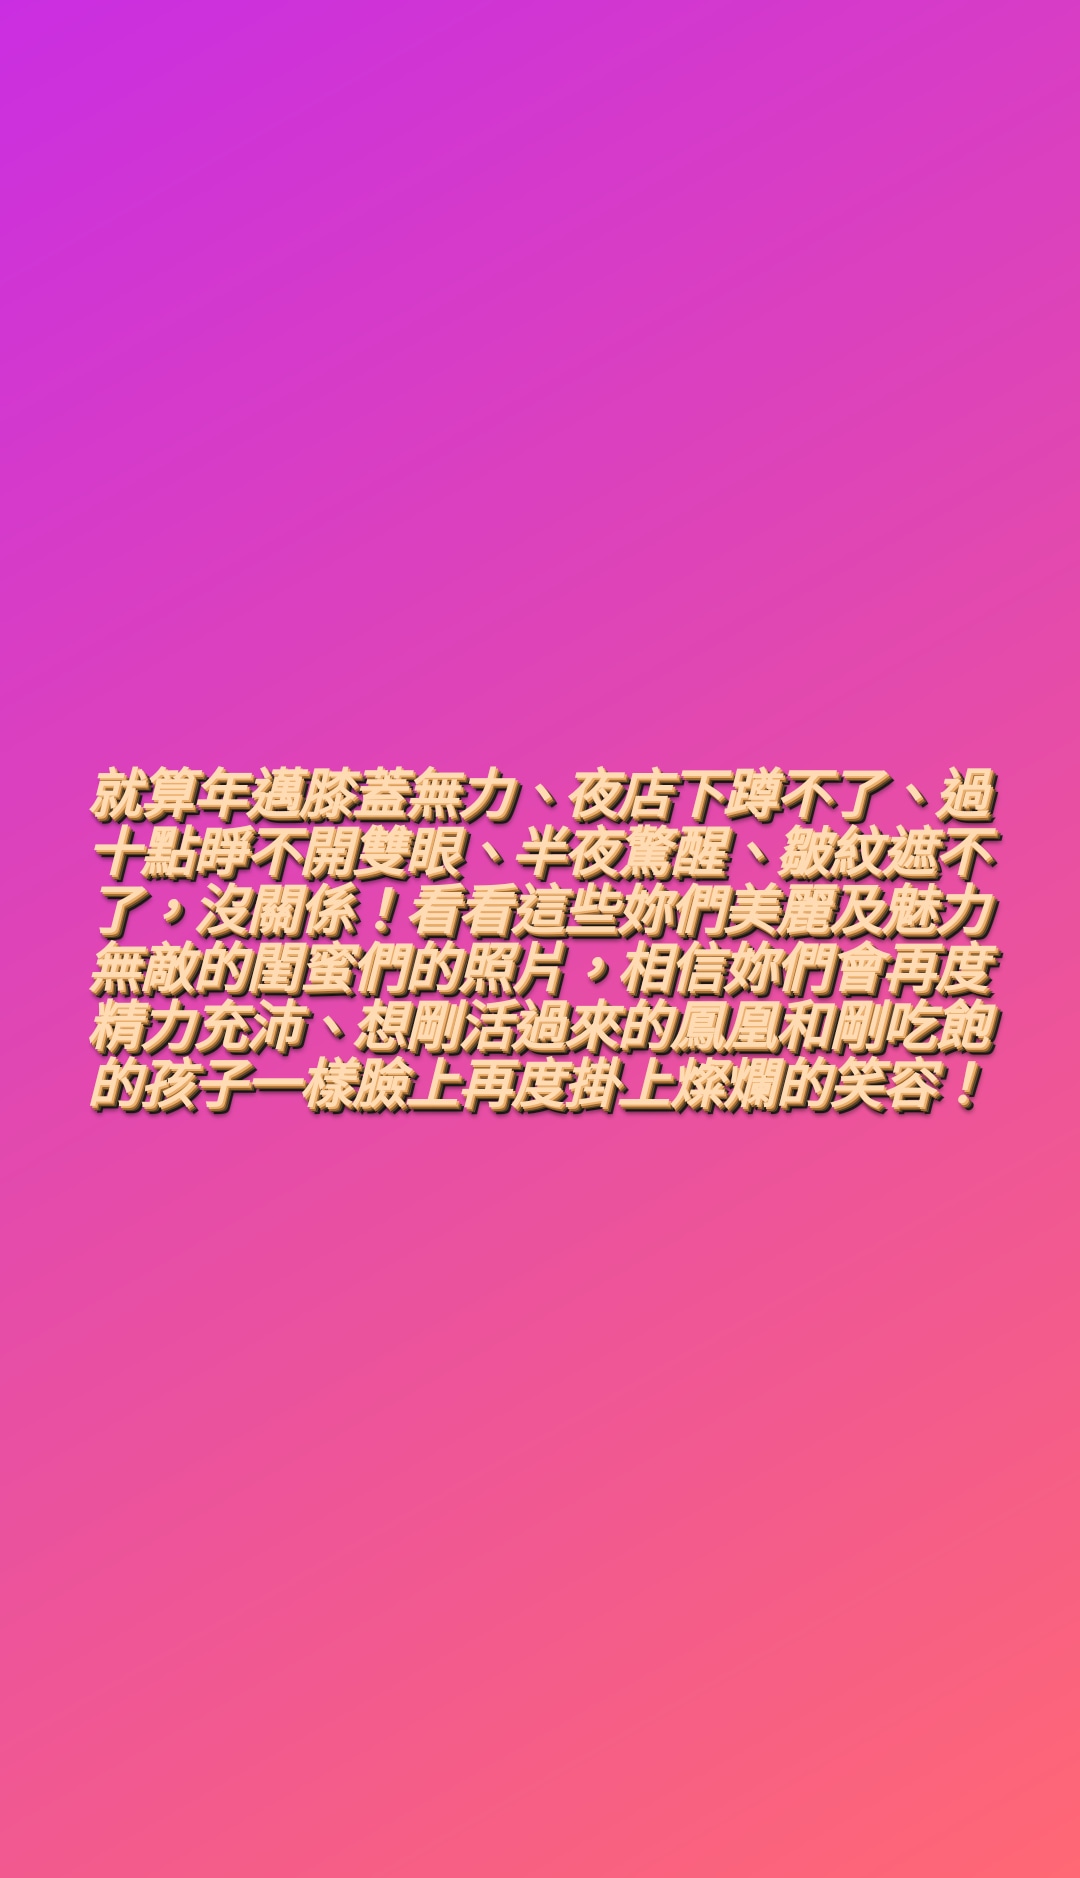 就算年邁膝蓋無力、夜店下蹲不了、過
十點睜不開雙眼、半夜驚醒、皺紋遮不
了，沒關係！看看這些妳們美麗及魅力
無敵的閨蜜們的照片，相信妳們會再度
精力充沛、想剛活過來的鳳凰和剛吃飽
的孩子一樣臉上再度掛上燦爛的笑容！